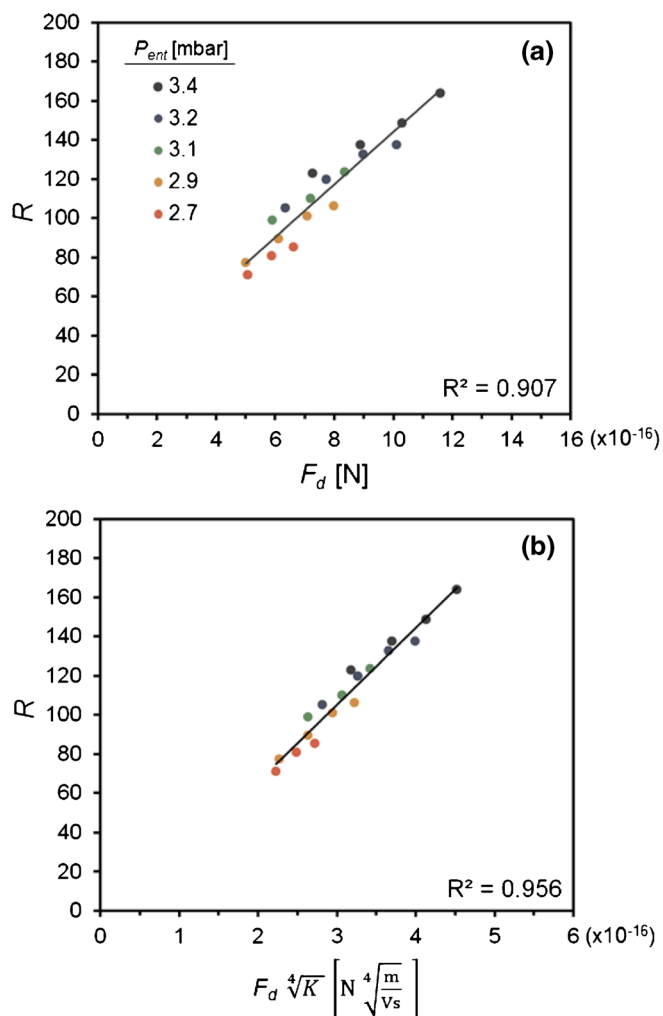 (a)
P_ent [mbar]
3.4
3.2
3.1
2.9
2.7
200
180
160
140
120
100
80
60
40
20
0
R
R² = 0.907
0 2 4 6 8 10 12 14 16 (x10⁻¹⁶)
F_d [N]
(b)
200
180
160
140
120
100
80
60
40
20
0
R
R² = 0.956
0 1 2 3 4 5 6 (x10⁻¹⁶)
F_d ∜K [N ∜(m/Vs)]